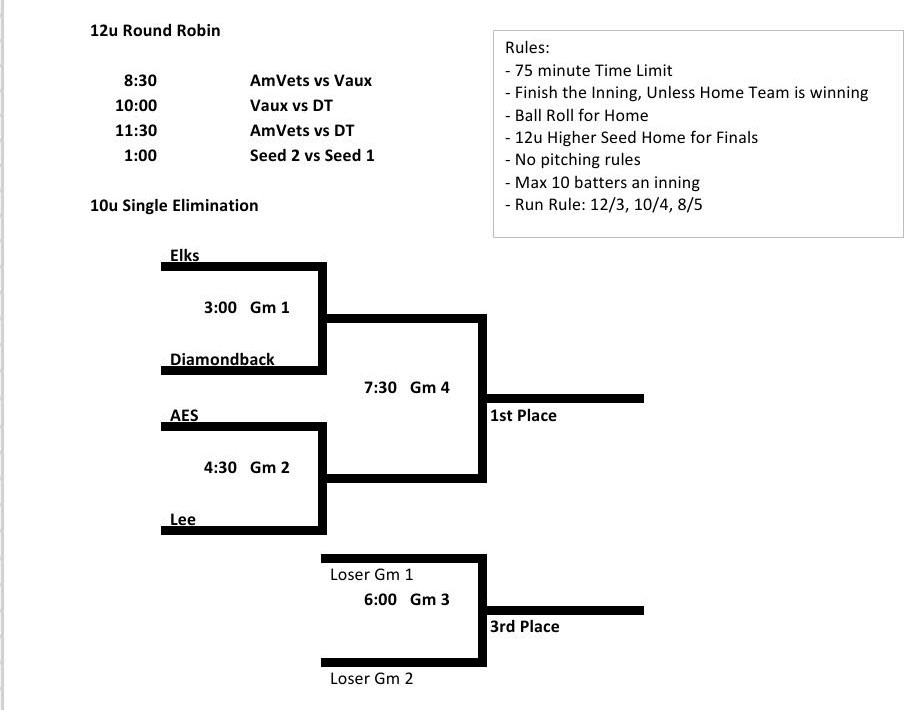 12u Round Robin
8:30 AmVets vs Vaux
10:00 Vaux vs DT
11:30 AmVets vs DT
1:00 Seed 2 vs Seed 1
Rules:
- 75 minute Time Limit
- Finish the Inning, Unless Home Team is winning
- Ball Roll for Home
- 12u Higher Seed Home for Finals
- No pitching rules
- Max 10 batters an inning
- Run Rule: 12/3, 10/4, 8/5
10u Single Elimination
Elks
3:00 Gm 1
Diamondback
7:30 Gm 4
1st Place
AES
4:30 Gm 2
Lee
Loser Gm 1
6:00 Gm 3
3rd Place
Loser Gm 2